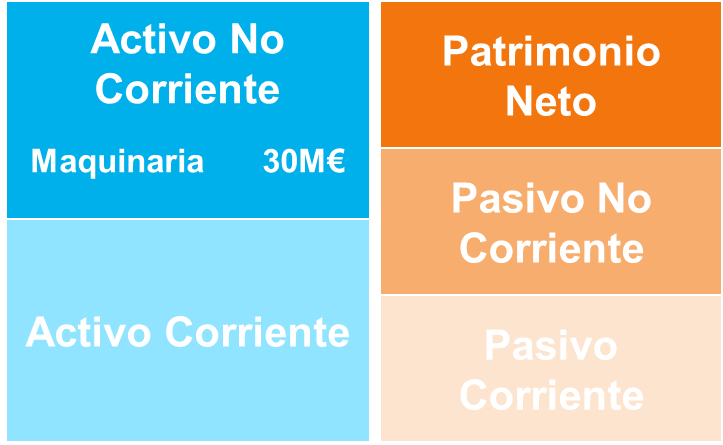 Activo No
Corriente
Maquinaria 30M€
Activo Corriente
Patrimonio
Neto
Pasivo No
Corriente
Pasivo
Corriente